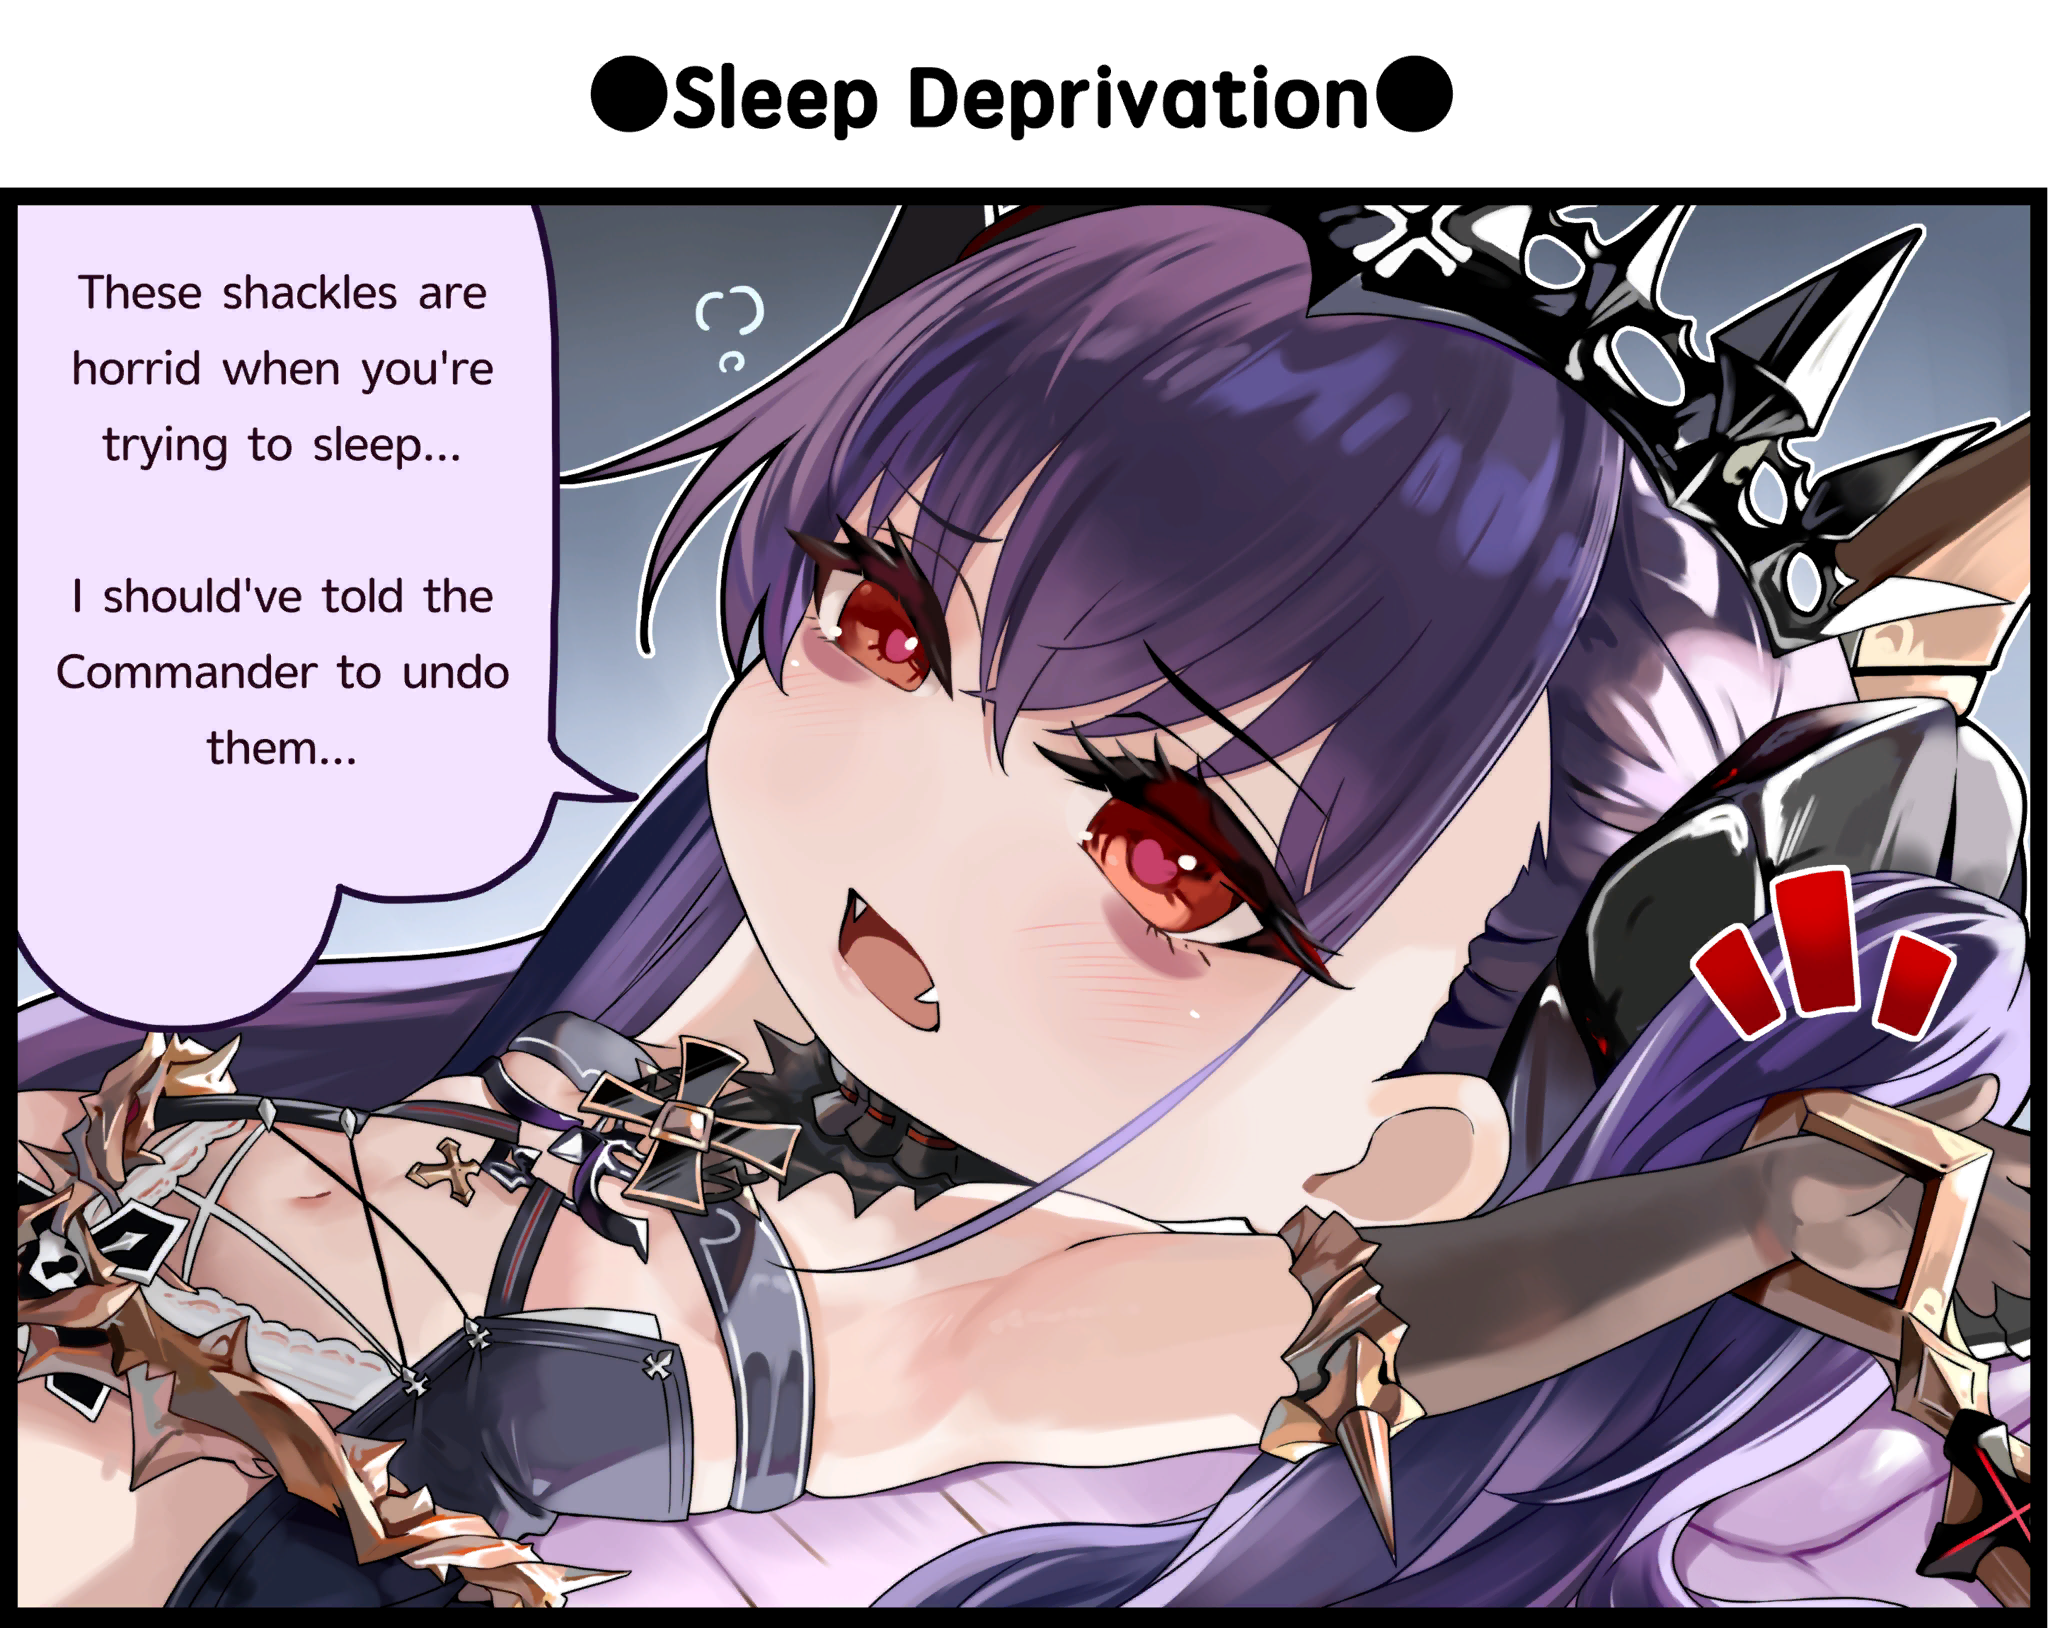 ●Sleep Deprivation●
These shackles are
horrid when you're
trying to sleep...
I should've told the
Commander to undo
them...